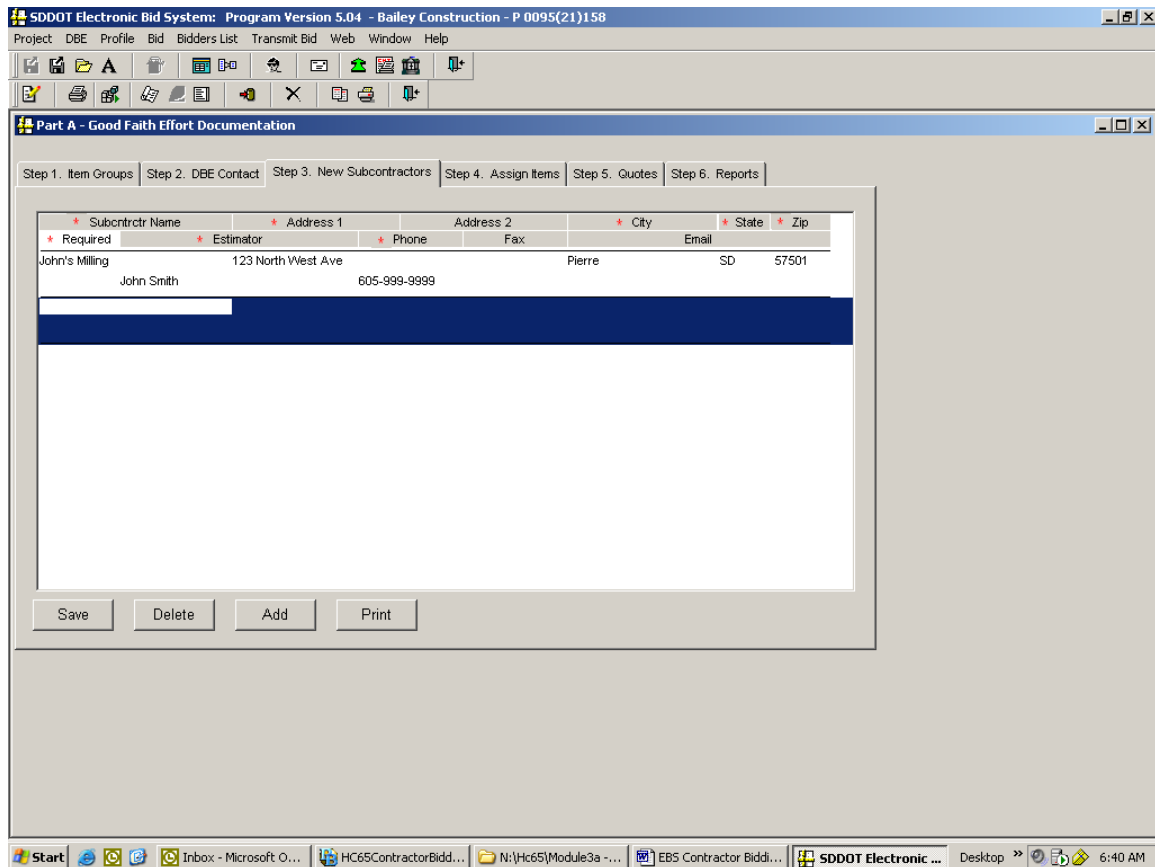 SDDOT Electronic Bid System: Program Version 5.04 - Bailey Construction - P 0095(21)158
Project DBE Profile Bid Bidders List Transmit Bid Web Window Help
Part A - Good Faith Effort Documentation
Step 1. Item Groups Step 2. DBE Contact Step 3. New Subcontractors Step 4. Assign Items Step 5. Quotes Step 6. Reports
* Subcntrctr Name * Address 1 Address 2 * City * State * Zip
* Required * Estimator * Phone Fax Email
John's Milling 123 North West Ave Pierre SD 57501
John Smith 605-999-9999
Save Delete Add Print
Start Inbox - Microsoft O... HC65ContractorBidd... N:\Hc65\Module3a -... EBS Contractor Biddi... SDDOT Electronic ... Desktop » 6:40 AM